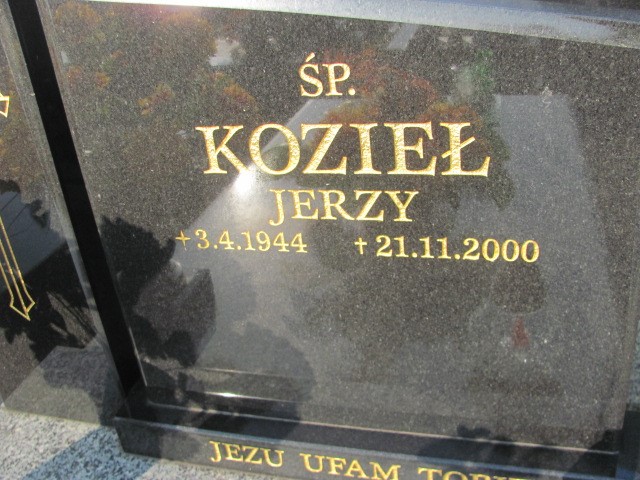 ŚP.
KOZIEŁ
JERZY
+3.4.1944 †21.11.2000
JEZU UFAM